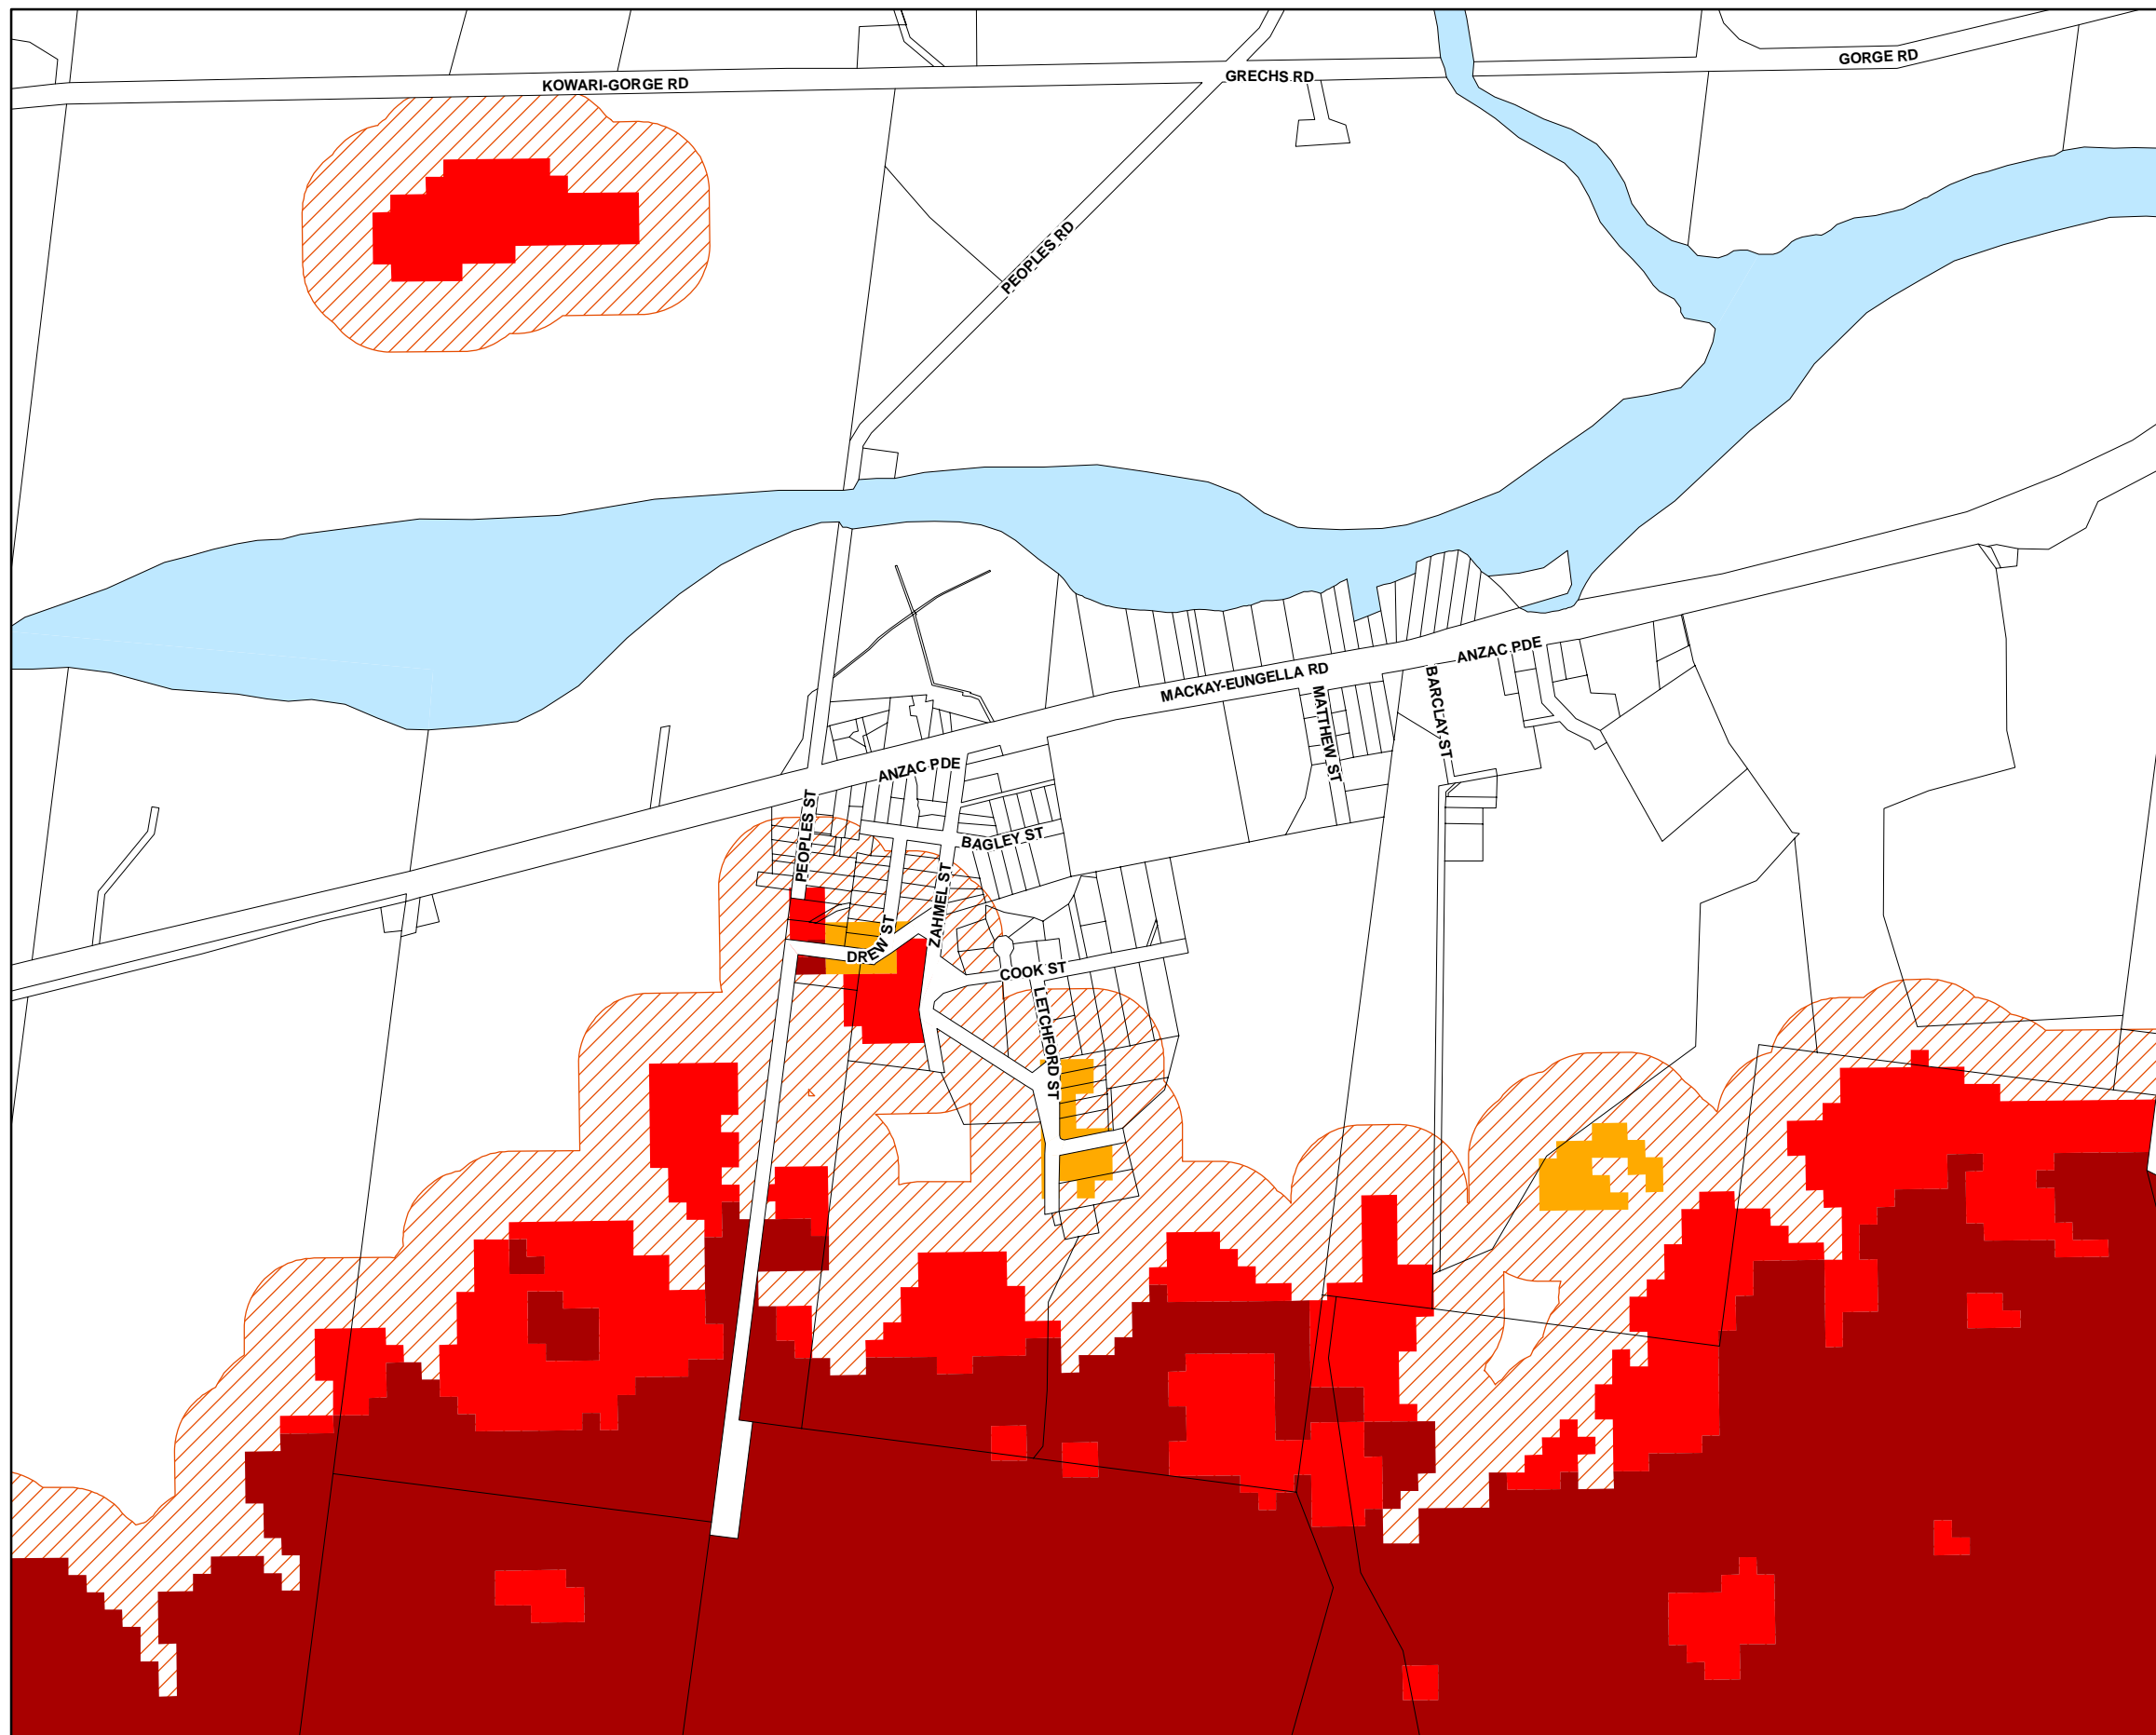 GORGE RD
KOWARI-GORGE RD
GRECHS RD
PEOPLES RD
ANZAC PDE
MACKAY-EUNGELLA RD
BARCLAY ST
MATTHEW ST
ANZAC PDE
PEOPLES ST
BAGLEY ST
ZAHMEL ST
DREW ST
COOK ST
LETCHFORD ST